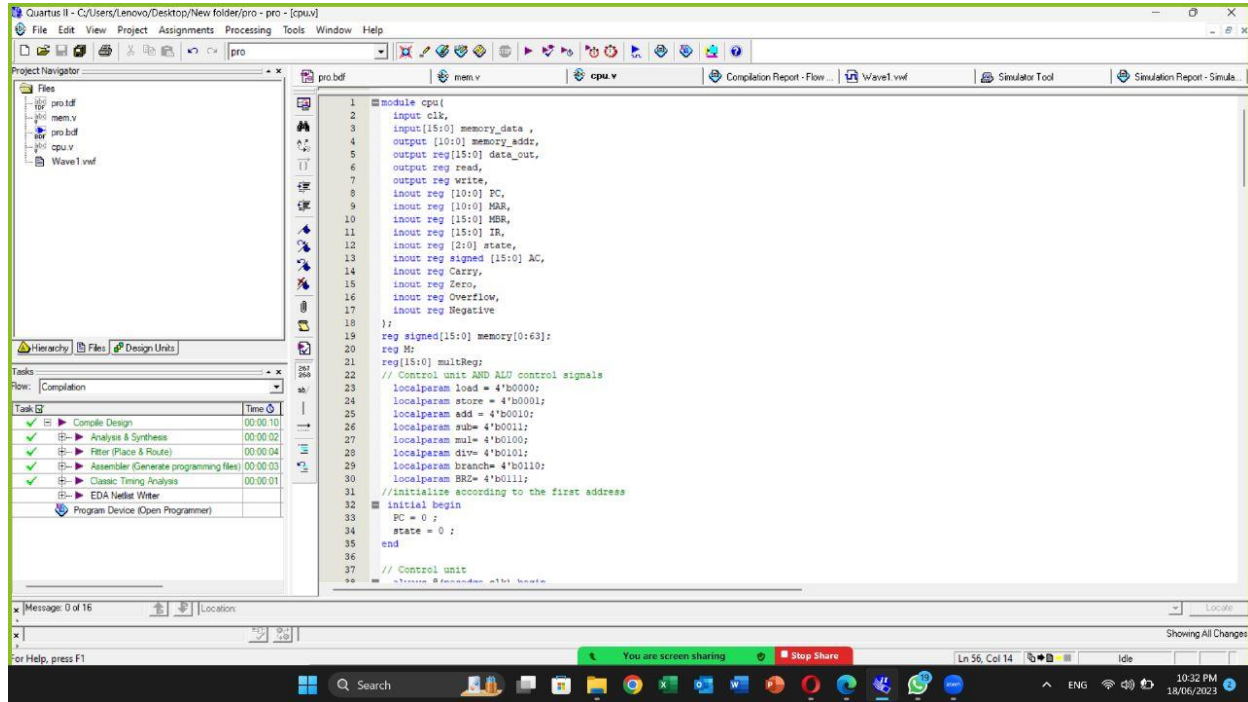 Quartus II - C:/Users/Lenovo/Desktop/New folder/pro - pro - [cpu.v]
File Edit View Project Assignments Processing Tools Window Help
pro
Project Navigator
Files
pro.tdf
mem.v
pro.bdf
cpu.v
Wave1.vwf
Hierarchy Files Design Units
Tasks
Flow: Compilation
Task Time
Compile Design 00:00:10
Analysis & Synthesis 00:00:02
Fitter (Place & Route) 00:00:04
Assembler (Generate programming files) 00:00:03
Classic Timing Analysis 00:00:01
EDA Netlist Writer
Program Device (Open Programmer)
pro.bdf mem.v cpu.v Compilation Report - Flow ... Wave1.vwf Simulator Tool Simulation Report - Simula...
1 module cpu(
2 input clk,
3 input[15:0] memory_data ,
4 output [10:0] memory_addr,
5 output reg[15:0] data_out,
6 output reg read,
7 output reg write,
8 inout reg [10:0] PC,
9 inout reg [10:0] MAR,
10 inout reg [15:0] MBR,
11 inout reg [15:0] IR,
12 inout reg [2:0] state,
13 inout reg signed [15:0] AC,
14 inout reg Carry,
15 inout reg Zero,
16 inout reg Overflow,
17 inout reg Negative
18 );
19 reg signed[15:0] memory[0:63];
20 reg M;
21 reg[15:0] multReg;
22 // Control unit AND ALU control signals
23 localparam load = 4'b0000;
24 localparam store = 4'b0001;
25 localparam add = 4'b0010;
26 localparam sub= 4'b0011;
27 localparam mul= 4'b0100;
28 localparam div= 4'b0101;
29 localparam branch= 4'b0110;
30 localparam BRZ= 4'b0111;
31 //initialize according to the first address
32 initial begin
33 PC = 0 ;
34 state = 0 ;
35 end
36
37 // Control unit
38 always @(posedge clk) begin
Message: 0 of 16 Location: Locate
Showing All Changes
For Help, press F1 You are screen sharing Stop Share Ln 56, Col 14 Idle
Search ENG 10:32 PM
18/06/2023